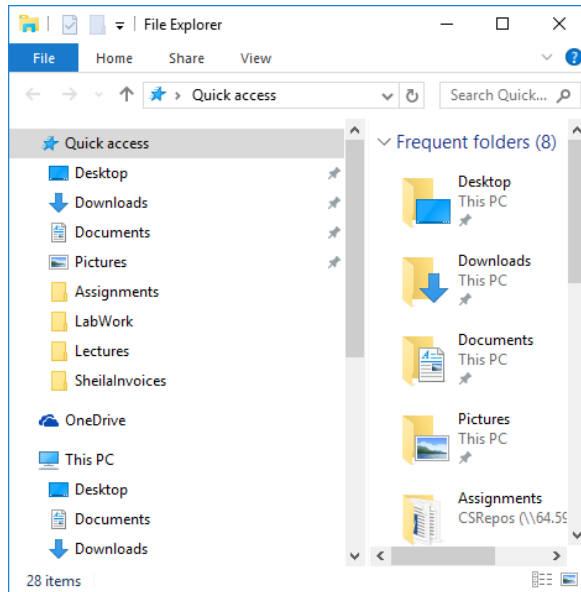 File Explorer
File Home Share View
Quick access
Search Quick...
Quick access
Desktop
Downloads
Documents
Pictures
Assignments
LabWork
Lectures
SheilaInvoices
OneDrive
This PC
Desktop
Documents
Downloads
Frequent folders (8)
Desktop
This PC
Downloads
This PC
Documents
This PC
Pictures
This PC
Assignments
CSRepos (\\64.59
28 items